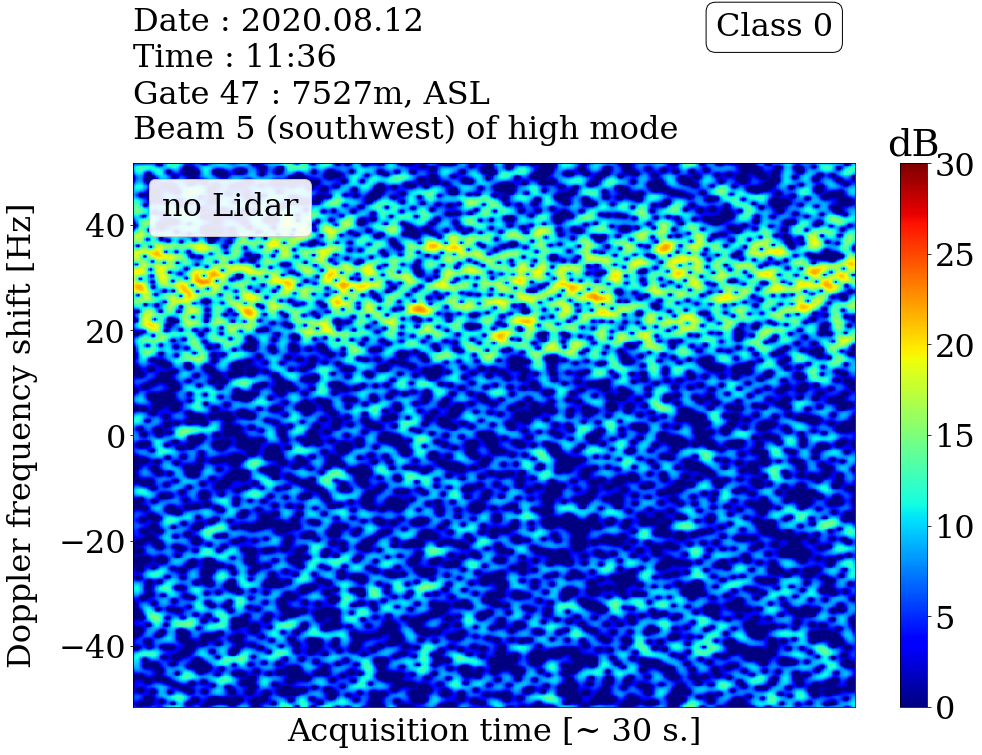 Date : 2020.08.12
Time : 11:36
Gate 47 : 7527m, ASL
Beam 5 (southwest) of high mode
Class 0
dB
no Lidar
Doppler frequency shift [Hz]
40
20
0
−20
−40
30
25
20
15
10
5
0
Acquisition time [~ 30 s.]